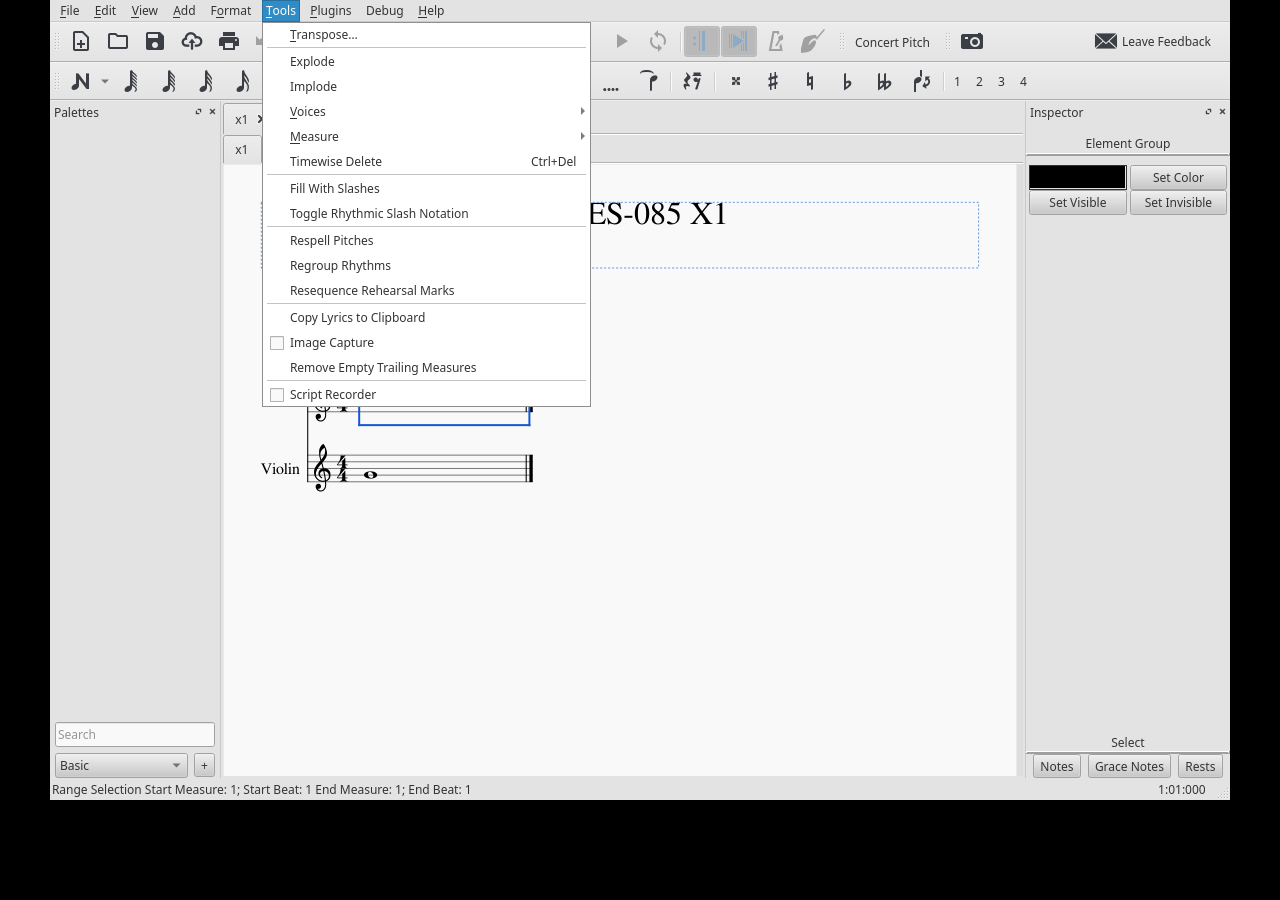 File Edit View Add Format Tools Plugins Debug Help
Concert Pitch Leave Feedback
1 2 3 4
Palettes
x1
x1
Transpose...
Explode
Implode
Voices
Measure
Timewise Delete Ctrl+Del
Fill With Slashes
Toggle Rhythmic Slash Notation
Respell Pitches
Regroup Rhythms
Resequence Rehearsal Marks
Copy Lyrics to Clipboard
Image Capture
Remove Empty Trailing Measures
Script Recorder
ES-085 X1
Violin
Inspector
Element Group
Set Color
Set Visible Set Invisible
Select
Notes Grace Notes Rests
Search
Basic +
Range Selection Start Measure: 1; Start Beat: 1 End Measure: 1; End Beat: 1 1:01:000